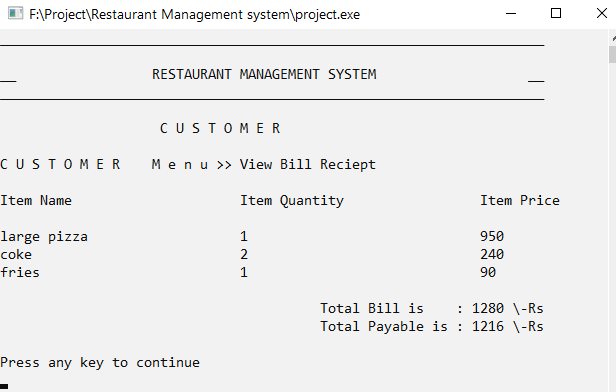 F:\Project\Restaurant Management system\project.exe
RESTAURANT MANAGEMENT SYSTEM
C U S T O M E R
C U S T O M E R M e n u >> View Bill Reciept
Item Name Item Quantity Item Price
large pizza 1 950
coke 2 240
fries 1 90
Total Bill is : 1280 \-Rs
Total Payable is : 1216 \-Rs
Press any key to continue